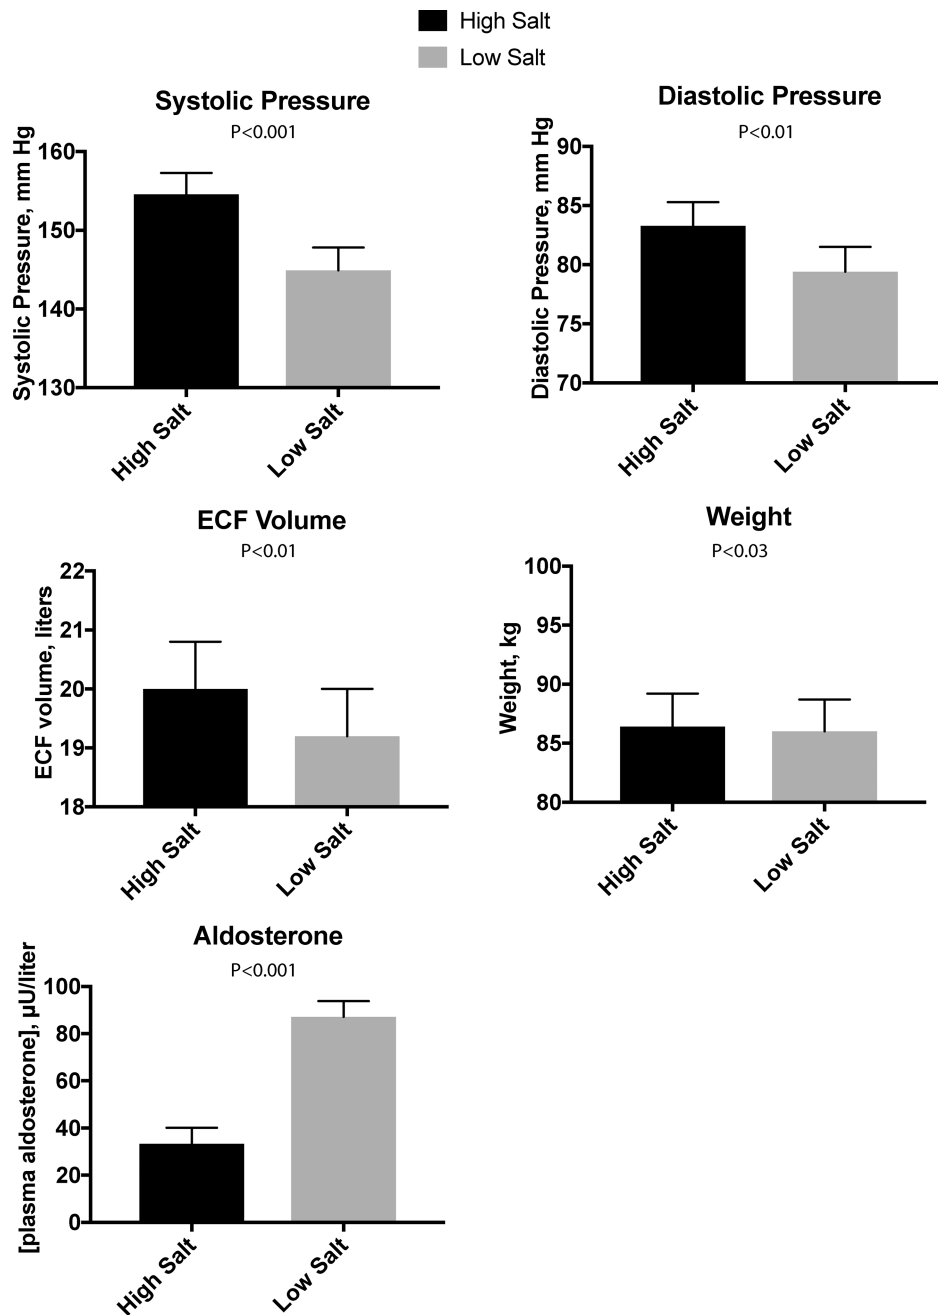 High Salt
Low Salt
Systolic Pressure
P<0.001
Systolic Pressure, mm Hg
160
150
140
130
High Salt
Low Salt
Diastolic Pressure
P<0.01
Diastolic Pressure, mm Hg
90
85
80
75
70
High Salt
Low Salt
ECF Volume
P<0.01
ECF volume, liters
22
21
20
19
18
High Salt
Low Salt
Weight
P<0.03
Weight, kg
100
95
90
85
80
High Salt
Low Salt
Aldosterone
P<0.001
[plasma aldosterone], µU/liter
100
80
60
40
20
0
High Salt
Low Salt